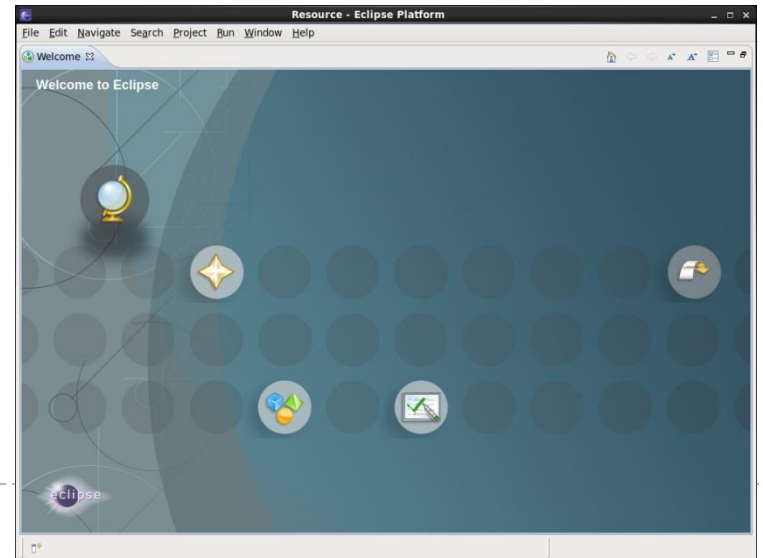 Resource - Eclipse Platform
File Edit Navigate Search Project Run Window Help
Welcome
Welcome to Eclipse
eclipse